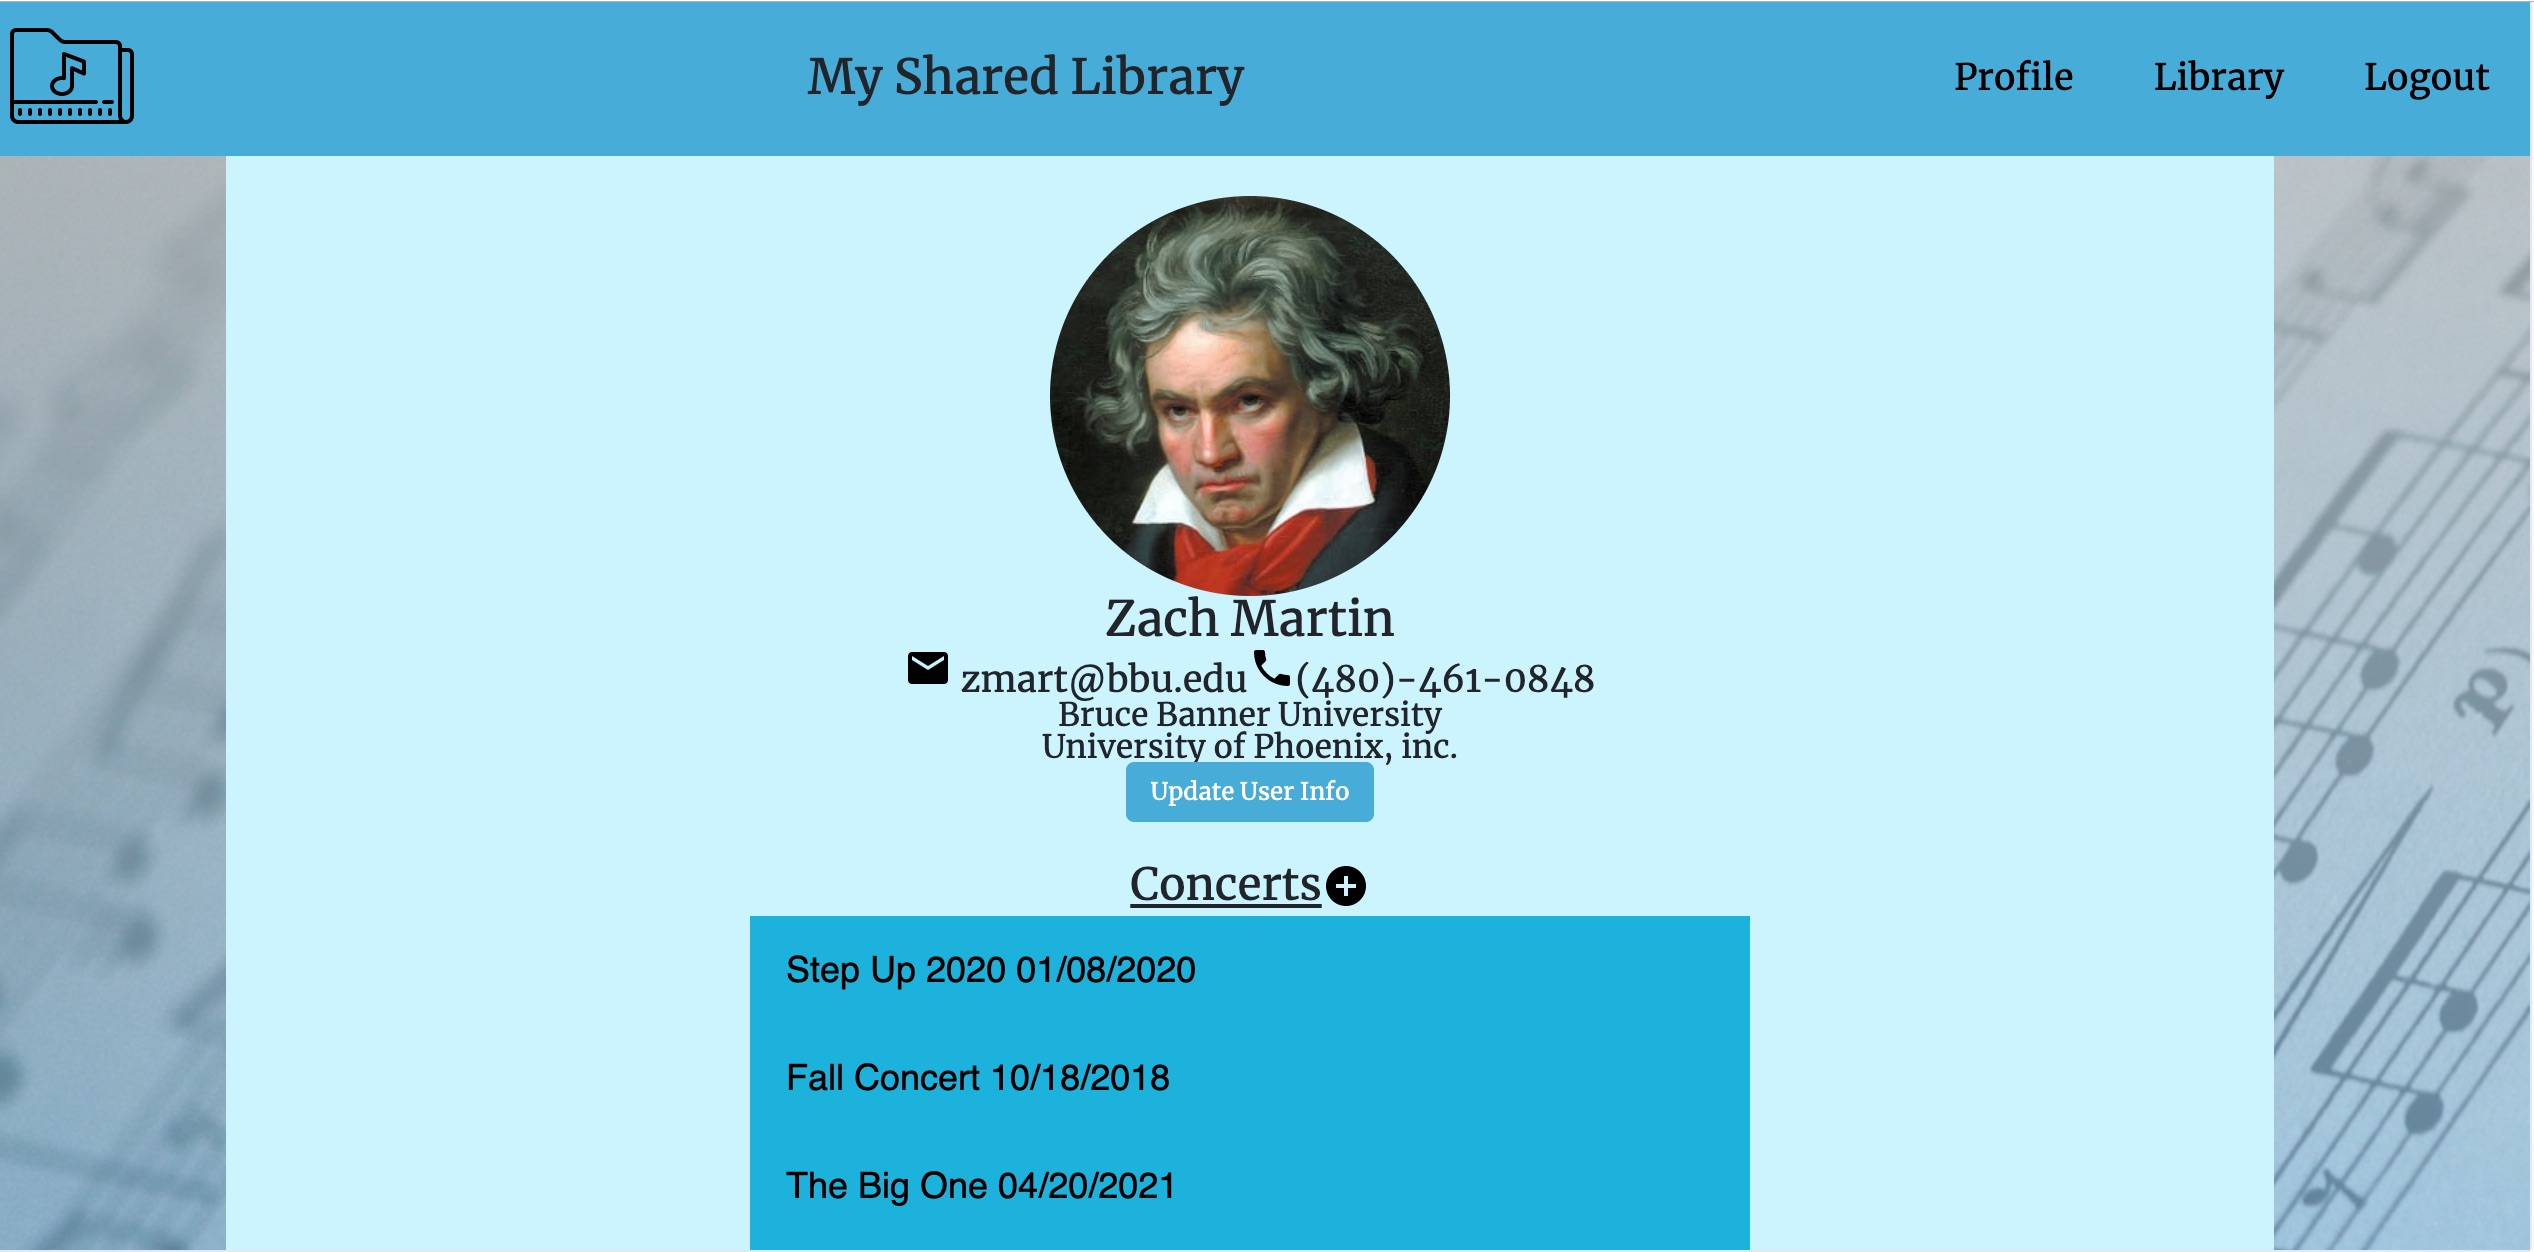 My Shared Library
Profile Library Logout
Zach Martin
zmart@bbu.edu (480)-461-0848
Bruce Banner University
University of Phoenix, inc.
Update User Info
Concerts
Step Up 2020 01/08/2020
Fall Concert 10/18/2018
The Big One 04/20/2021